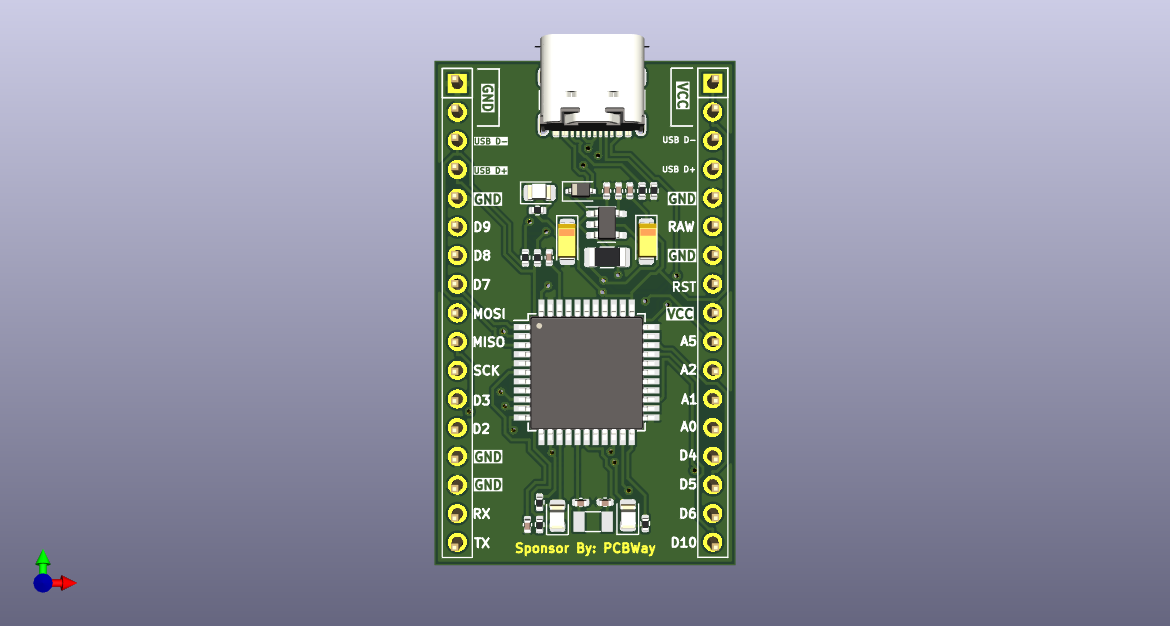 GND
VCC
USB D-
USB D-
USB D+
USB D+
GND
GND
D9
RAW
D8
GND
D7
RST
MOSI
VCC
MISO
A5
SCK
A2
D3
A1
D2
A0
GND
D4
GND
D5
RX
D6
TX
D10
Sponsor By: PCBWay